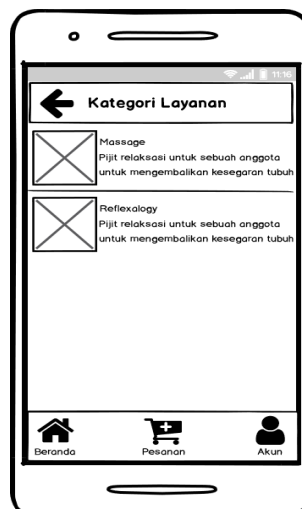 11:16
Kategori Layanan
Massage
Pijit relaksasi untuk sebuah anggota
untuk mengembalikan kesegaran tubuh
Reflexalogy
Pijit relaksasi untuk sebuah anggota
untuk mengembalikan kesegaran tubuh
Beranda
Pesanan
Akun